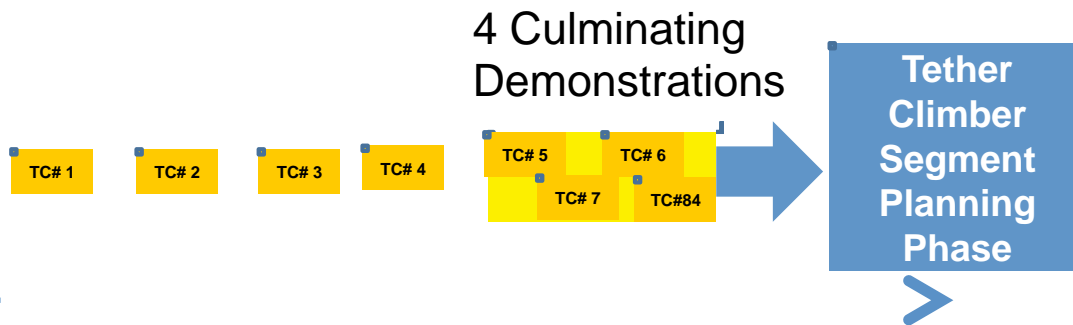 4 Culminating
Demonstrations
TC# 1
TC# 2
TC# 3
TC# 4
TC# 5
TC# 6
TC# 7
TC#84
Tether
Climber
Segment
Planning
Phase